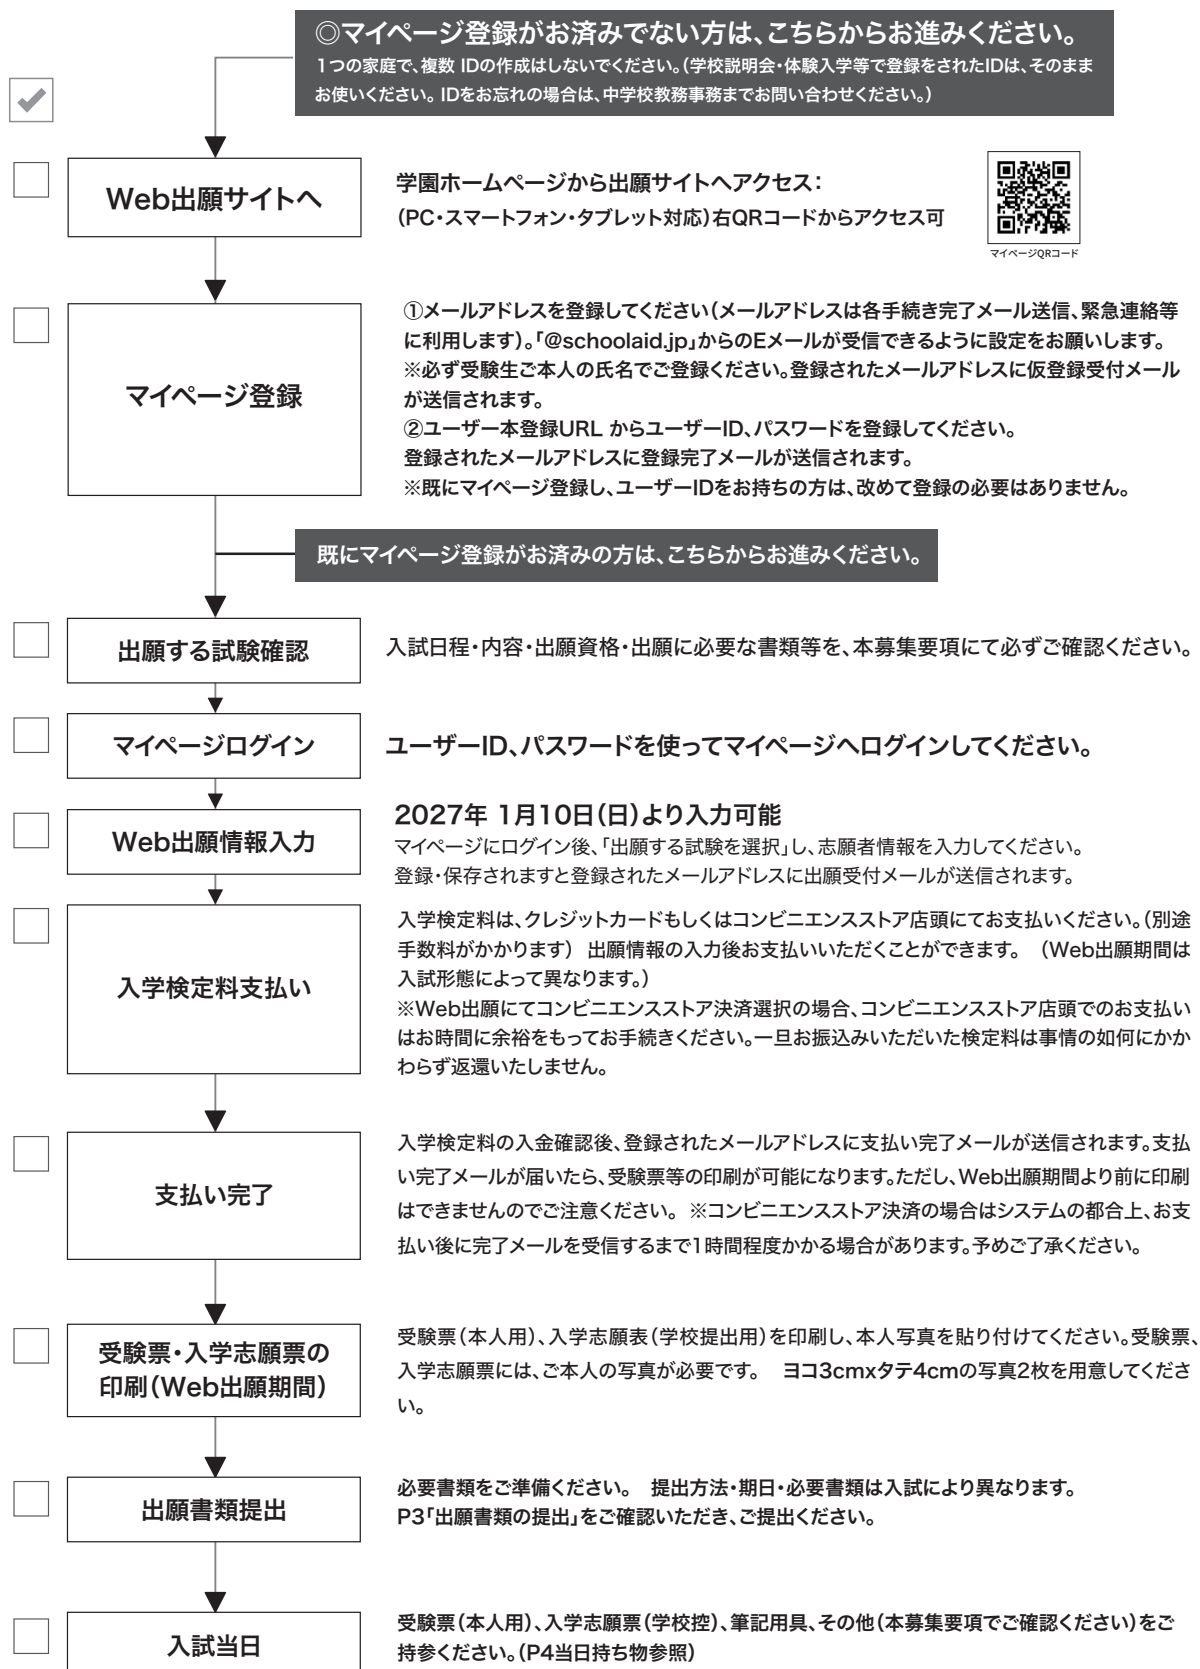 ◎マイページ登録がお済みでない方は、こちらからお進みください。
1つの家庭で、複数 IDの作成はしないでください。(学校説明会・体験入学等で登録をされたIDは、そのまま
お使いください。IDをお忘れの場合は、中学校教務事務までお問い合わせください。)
Web出願サイトへ
学園ホームページから出願サイトへアクセス：
(PC・スマートフォン・タブレット対応)右QRコードからアクセス可
マイページQRコード
マイページ登録
①メールアドレスを登録してください(メールアドレスは各手続き完了メール送信、緊急連絡等
に利用します)。「@schoolaid.jp」からのEメールが受信できるように設定をお願いします。
※必ず受験生ご本人の氏名でご登録ください。登録されたメールアドレスに仮登録受付メール
が送信されます。
②ユーザー本登録URL からユーザーID、パスワードを登録してください。
登録されたメールアドレスに登録完了メールが送信されます。
※既にマイページ登録し、ユーザーIDをお持ちの方は、改めて登録の必要はありません。
既にマイページ登録がお済みの方は、こちらからお進みください。
出願する試験確認
入試日程・内容・出願資格・出願に必要な書類等を、本募集要項にて必ずご確認ください。
マイページログイン
ユーザーID、パスワードを使ってマイページへログインしてください。
Web出願情報入力
2027年 1月10日(日)より入力可能
マイページにログイン後、「出願する試験を選択」し、志願者情報を入力してください。
登録・保存されますと登録されたメールアドレスに出願受付メールが送信されます。
入学検定料支払い
入学検定料は、クレジットカードもしくはコンビニエンスストア店頭にてお支払いください。(別途
手数料がかかります) 出願情報の入力後お支払いいただくことができます。 (Web出願期間は
入試形態によって異なります。)
※Web出願にてコンビニエンスストア決済選択の場合、コンビニエンスストア店頭でのお支払い
はお時間に余裕をもってお手続きください。一旦お振込みいただいた検定料は事情の如何にかか
わらず返還いたしません。
支払い完了
入学検定料の入金確認後、登録されたメールアドレスに支払い完了メールが送信されます。支払
い完了メールが届いたら、受験票等の印刷が可能になります。ただし、Web出願期間より前に印刷
はできませんのでご注意ください。 ※コンビニエンスストア決済の場合はシステムの都合上、お支
払い後に完了メールを受信するまで1時間程度かかる場合があります。予めご了承ください。
受験票・入学志願票の
印刷(Web出願期間)
受験票(本人用)、入学志願表(学校提出用)を印刷し、本人写真を貼り付けてください。受験票、
入学志願票には、ご本人の写真が必要です。 ヨコ3cmxタテ4cmの写真2枚を用意してくださ
い。
出願書類提出
必要書類をご準備ください。 提出方法・期日・必要書類は入試により異なります。
P3「出願書類の提出」をご確認いただき、ご提出ください。
入試当日
受験票(本人用)、入学志願票(学校控)、筆記用具、その他(本募集要項でご確認ください)をご
持参ください。(P4当日持ち物参照)